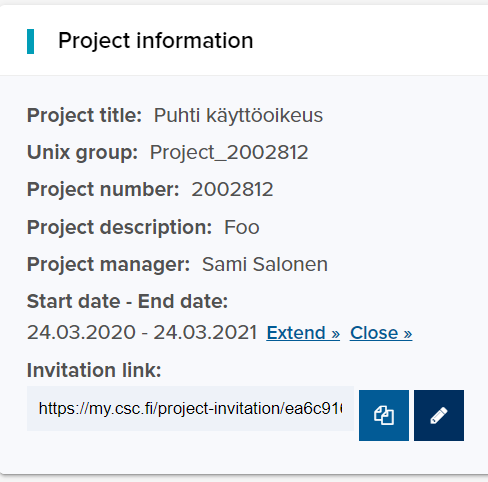 Project information
Project title: Puhti käyttöoikeus
Unix group: Project_2002812
Project number: 2002812
Project description: Foo
Project manager: Sami Salonen
Start date - End date:
24.03.2020 - 24.03.2021 Extend » Close »
Invitation link:
https://my.csc.fi/project-invitation/ea6c916